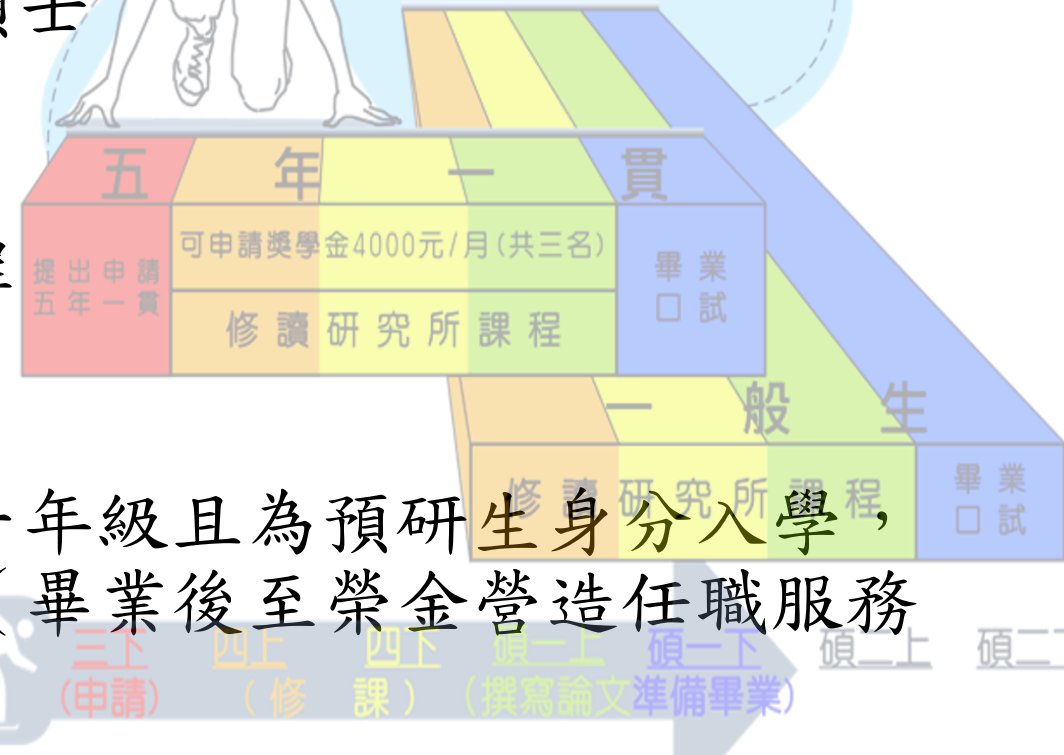 碩士
五年一貫
可申請獎學金4000元/月(共三名)
提出申請
五年一貫
畢業
口試
修讀研究所課程
一般生
修讀研究所課程
畢業
口試
年級且為預研生身分入學，
畢業後至榮金營造任職服務
三下 四上 四下 碩一上 碩一下 碩二上 碩二
(申請) (修課) (撰寫論文準備畢業)